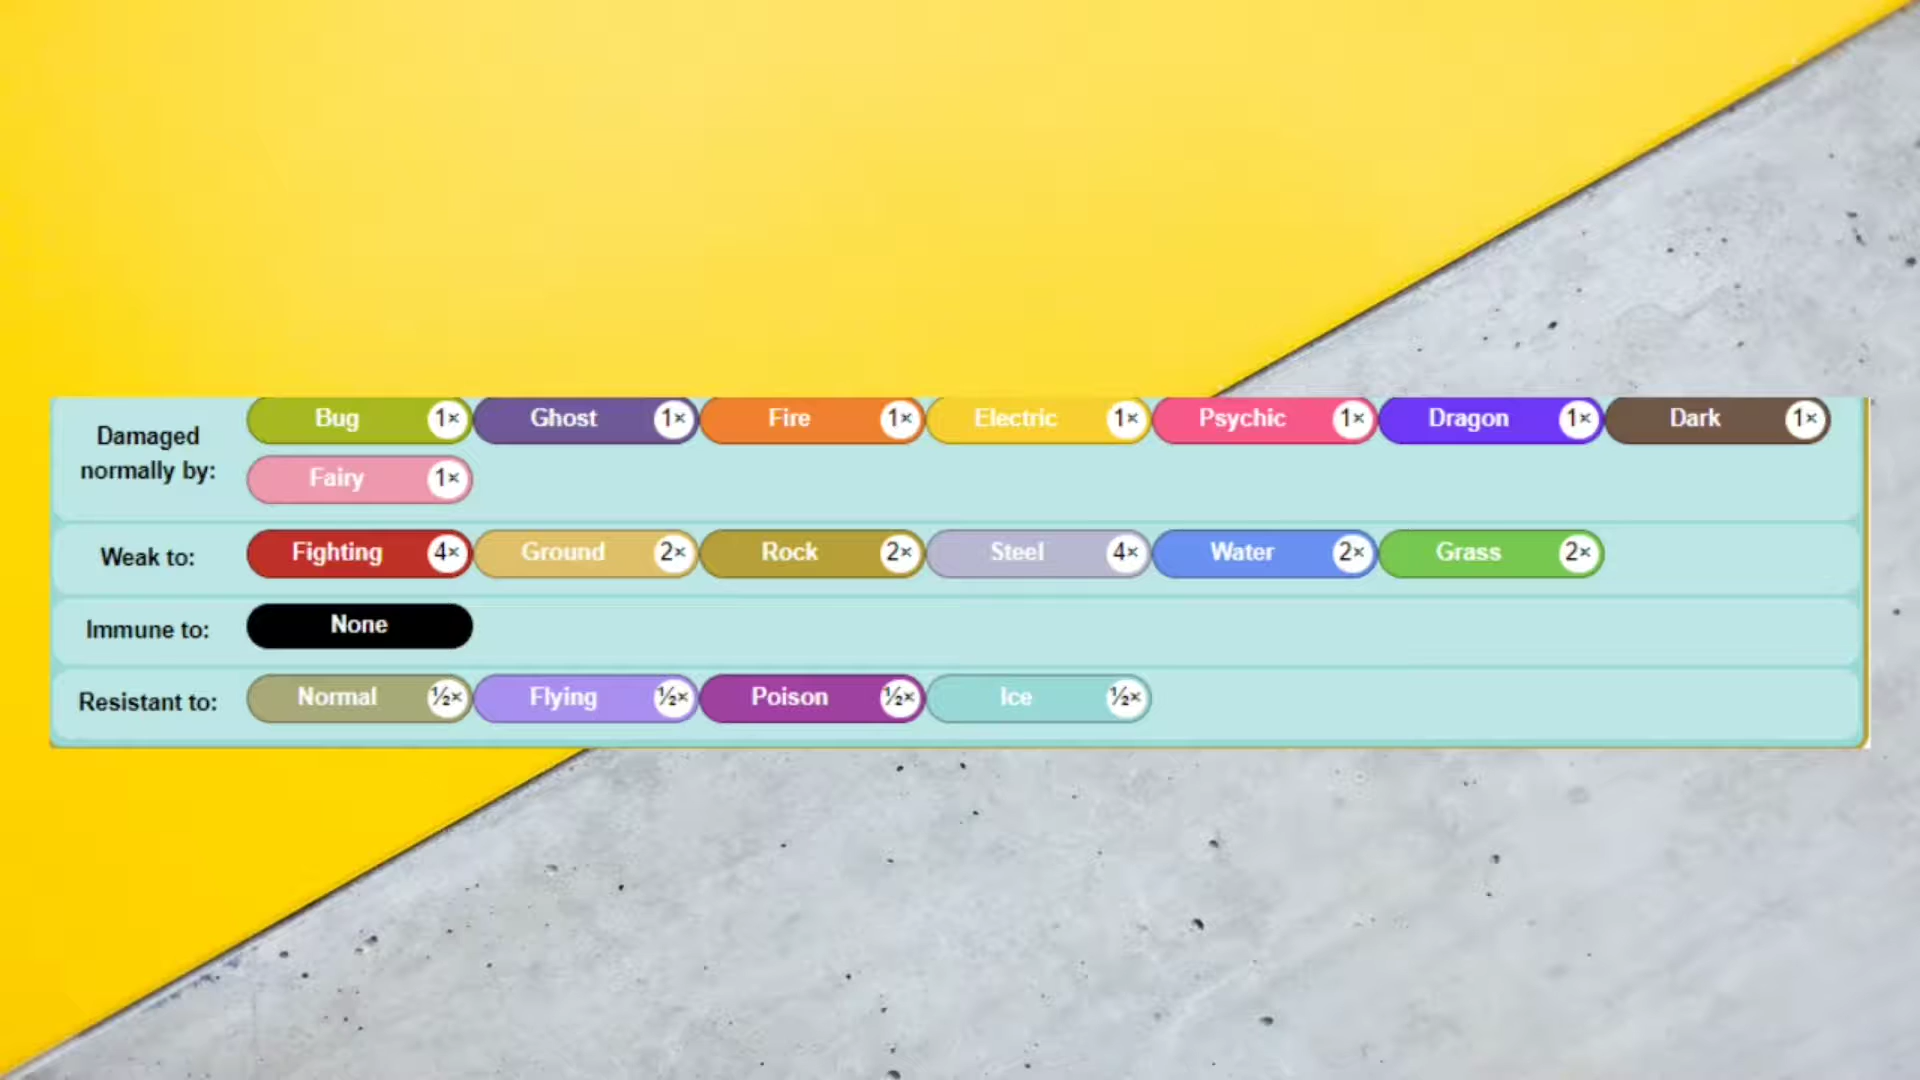 Damaged normally by:
Bug 1× Ghost 1× Fire 1× Electric 1× Psychic 1× Dragon 1× Dark 1×
Fairy 1×
Weak to: Fighting 4× Ground 2× Rock 2× Steel 4× Water 2× Grass 2×
Immune to: None
Resistant to: Normal ½× Flying ½× Poison ½× Ice ½×